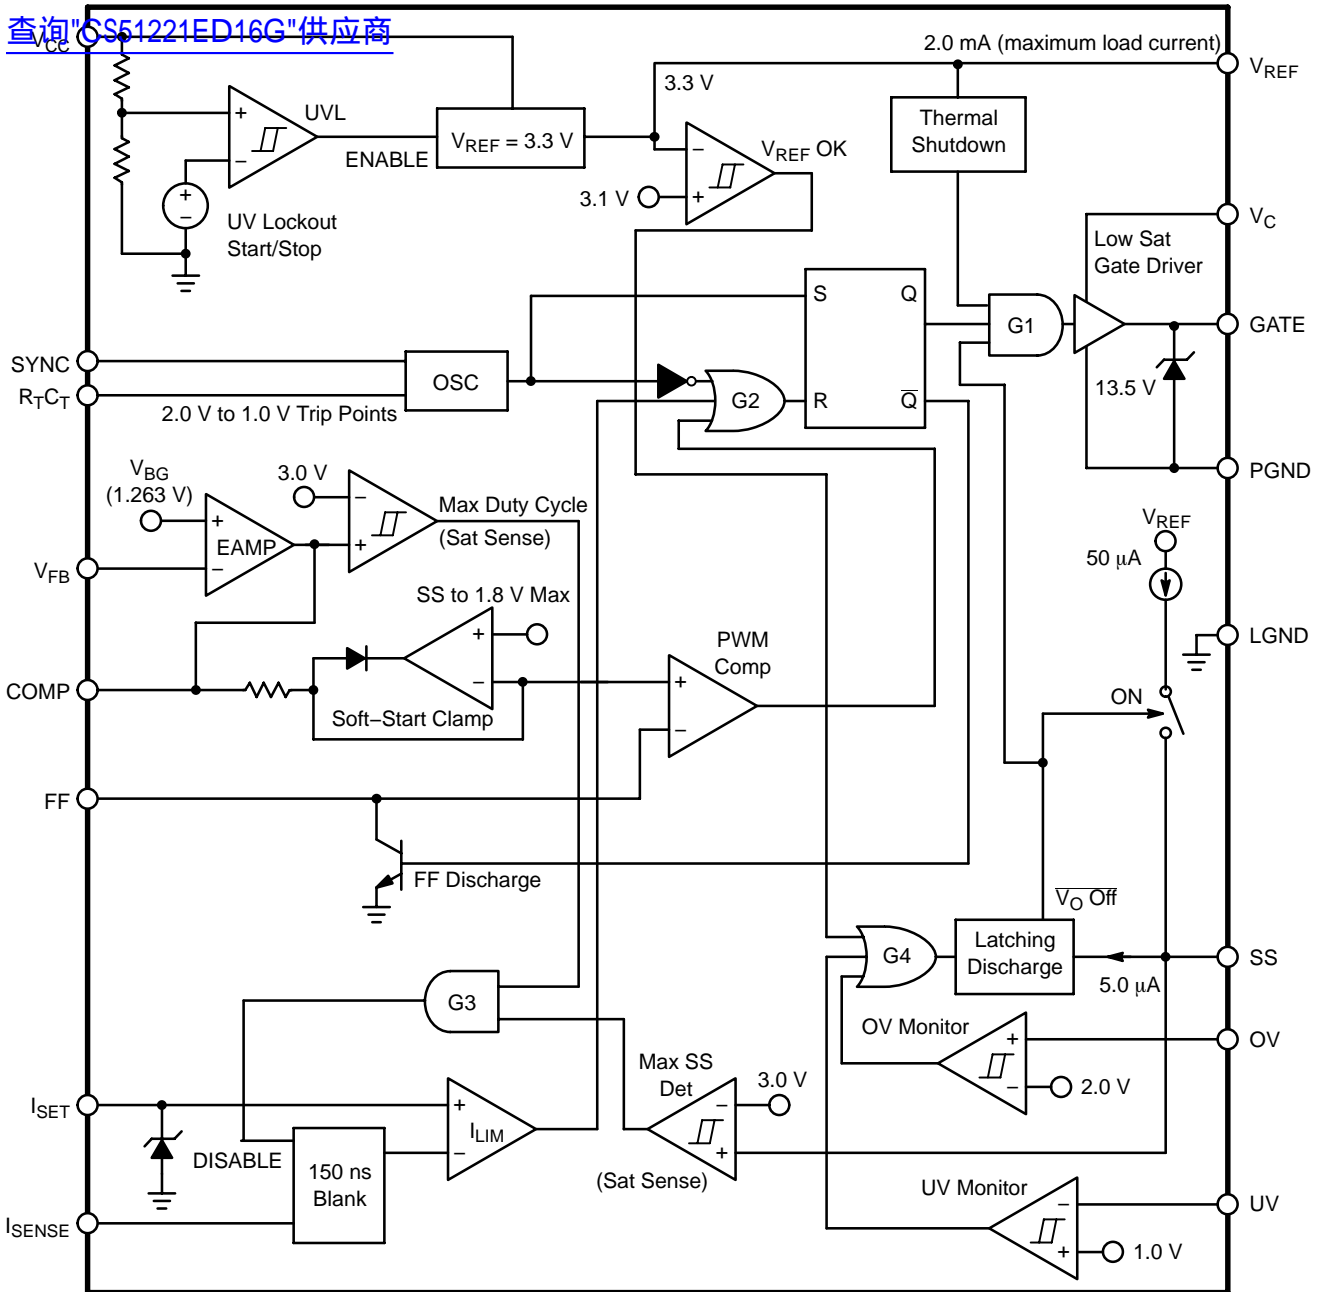 查询"CS51221ED16G"供应商
VCC
2.0 mA (maximum load current)
VREF
3.3 V
UVL
Thermal
Shutdown
+
−
ENABLE
VREF = 3.3 V
−
+
VREF OK
3.1 V
+
−
UV Lockout
Start/Stop
VC
Low Sat
Gate Driver
S
Q
G1
GATE
SYNC
OSC
RTCT
2.0 V to 1.0 V Trip Points
G2
R
Q̅
13.5 V
VBG
(1.263 V)
3.0 V
−
+
Max Duty Cycle
(Sat Sense)
PGND
+
EAMP
−
VFB
VREF
50 μA
SS to 1.8 V Max
+
−
PWM
Comp
LGND
COMP
Soft−Start Clamp
+
−
ON
FF
FF Discharge
VO Off
G4
Latching
Discharge
SS
5.0 μA
G3
OV Monitor
+
−
OV
2.0 V
Max SS
Det
3.0 V
−
+
ISET
+
ILIM
−
DISABLE
150 ns
Blank
(Sat Sense)
UV Monitor
−
+
UV
ISENSE
1.0 V